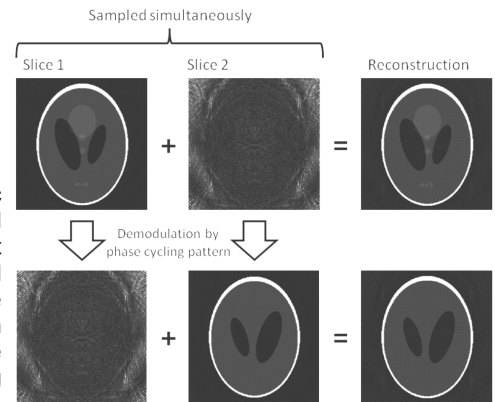 Sampled simultaneously
Slice 1
Slice 2
Reconstruction
+
=
Demodulation by
phase cycling pattern
+
=